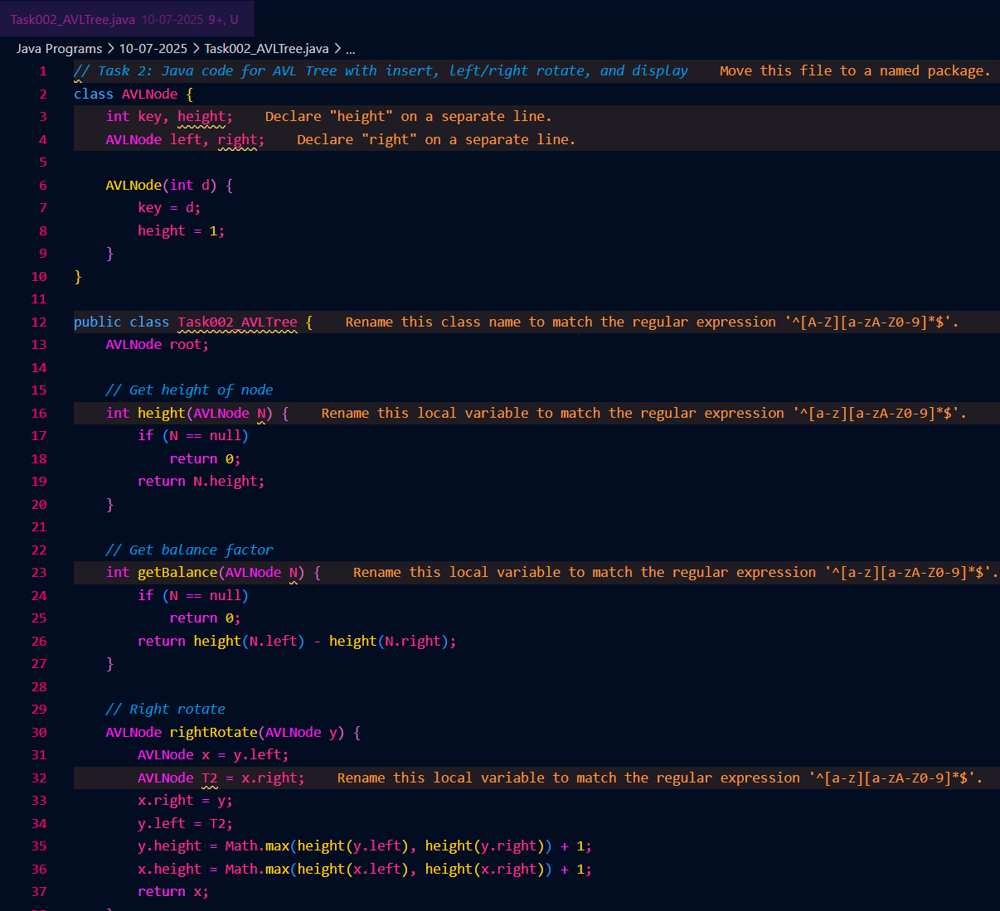 Task002_AVLTree.java 10-07-2025 9+, U
Java Programs > 10-07-2025 > Task002_AVLTree.java > ...
1 // Task 2: Java code for AVL Tree with insert, left/right rotate, and display Move this file to a named package.
2 class AVLNode {
3 int key, height; Declare "height" on a separate line.
4 AVLNode left, right; Declare "right" on a separate line.
5
6 AVLNode(int d) {
7 key = d;
8 height = 1;
9 }
10 }
11
12 public class Task002_AVLTree { Rename this class name to match the regular expression '^[A-Z][a-zA-Z0-9]*$'.
13 AVLNode root;
14
15 // Get height of node
16 int height(AVLNode N) { Rename this local variable to match the regular expression '^[a-z][a-zA-Z0-9]*$'.
17 if (N == null)
18 return 0;
19 return N.height;
20 }
21
22 // Get balance factor
23 int getBalance(AVLNode N) { Rename this local variable to match the regular expression '^[a-z][a-zA-Z0-9]*$'.
24 if (N == null)
25 return 0;
26 return height(N.left) - height(N.right);
27 }
28
29 // Right rotate
30 AVLNode rightRotate(AVLNode y) {
31 AVLNode x = y.left;
32 AVLNode T2 = x.right; Rename this local variable to match the regular expression '^[a-z][a-zA-Z0-9]*$'.
33 x.right = y;
34 y.left = T2;
35 y.height = Math.max(height(y.left), height(y.right)) + 1;
36 x.height = Math.max(height(x.left), height(x.right)) + 1;
37 return x;